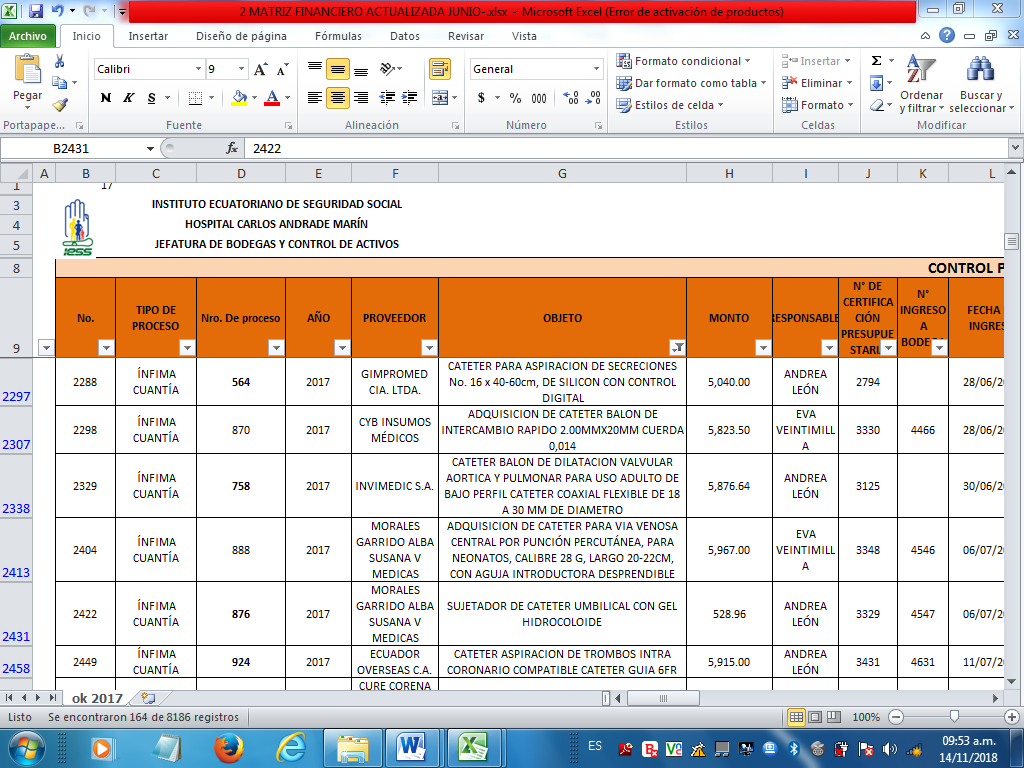 2 MATRIZ FINANCIERO ACTUALIZADA JUNIO-.xlsx - Microsoft Excel (Error de activación de productos)
Archivo Inicio Insertar Diseño de página Fórmulas Datos Revisar Vista
Pegar
Calibri 9
N K S
General
$ % 000
Formato condicional
Dar formato como tabla
Estilos de celda
Insertar
Eliminar
Formato
Σ
Ordenar y filtrar
Buscar y seleccionar
Portapape... Fuente Alineación Número Estilos Celdas Modificar
B2431 fx 2422
A B C D E F G H I J K L
1 17
3 INSTITUTO ECUATORIANO DE SEGURIDAD SOCIAL
4 HOSPITAL CARLOS ANDRADE MARÍN
5 JEFATURA DE BODEGAS Y CONTROL DE ACTIVOS
iess
8 CONTROL P
9 No. TIPO DE PROCESO Nro. De proceso AÑO PROVEEDOR OBJETO MONTO RESPONSABLE N° DE CERTIFICACIÓN PRESUPUESTARI N° INGRESO A BODEG FECHA INGRES
2297 2288 ÍNFIMA CUANTÍA 564 2017 GIMPROMED CIA. LTDA. CATETER PARA ASPIRACION DE SECRECIONES No. 16 x 40-60cm, DE SILICON CON CONTROL DIGITAL 5,040.00 ANDREA LEÓN 2794 28/06/20
2307 2298 ÍNFIMA CUANTÍA 870 2017 CYB INSUMOS MÉDICOS ADQUISICION DE CATETER BALON DE INTERCAMBIO RAPIDO 2.00MMX20MM CUERDA 0,014 5,823.50 EVA VEINTIMILLA 3330 4466 28/06/20
2338 2329 ÍNFIMA CUANTÍA 758 2017 INVIMEDIC S.A. CATETER BALON DE DILATACION VALVULAR AORTICA Y PULMONAR PARA USO ADULTO DE BAJO PERFIL CATETER COAXIAL FLEXIBLE DE 18 A 30 MM DE DIAMETRO 5,876.64 ANDREA LEÓN 3125 30/06/20
2413 2404 ÍNFIMA CUANTÍA 888 2017 MORALES GARRIDO ALBA SUSANA V MEDICAS ADQUISICION DE CATETER PARA VIA VENOSA CENTRAL POR PUNCIÓN PERCUTÁNEA, PARA NEONATOS, CALIBRE 28 G, LARGO 20-22CM, CON AGUJA INTRODUCTORA DESPRENDIBLE 5,967.00 EVA VEINTIMILLA 3348 4546 06/07/20
2431 2422 ÍNFIMA CUANTÍA 876 2017 MORALES GARRIDO ALBA SUSANA V MEDICAS SUJETADOR DE CATETER UMBILICAL CON GEL HIDROCOLOIDE 528.96 ANDREA LEÓN 3329 4547 06/07/20
2458 2449 ÍNFIMA CUANTÍA 924 2017 ECUADOR OVERSEAS C.A. CATETER ASPIRACION DE TROMBOS INTRA CORONARIO COMPATIBLE CATETER GUIA 6FR 5,915.00 ANDREA LEÓN 3431 4631 11/07/20
CURE CORENA
ok 2017
Listo Se encontraron 164 de 8186 registros 100%
ES 09:53 a.m.
14/11/2018